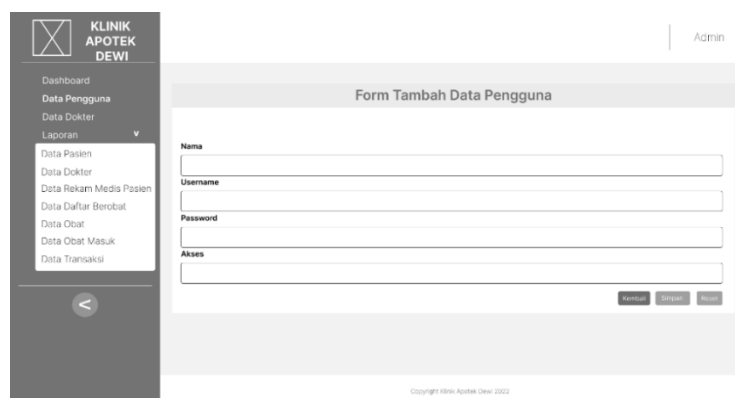 KLINIK
APOTEK
DEWI
Admin
Dashboard
Data Pengguna
Data Dokter
Laporan v
Data Pasien
Data Dokter
Data Rekam Medis Pasien
Data Daftar Berobat
Data Obat
Data Obat Masuk
Data Transaksi
<
Form Tambah Data Pengguna
Nama
Username
Password
Akses
Kembali Simpan Reset
Copyright Klinik Apotek Dewi 2022